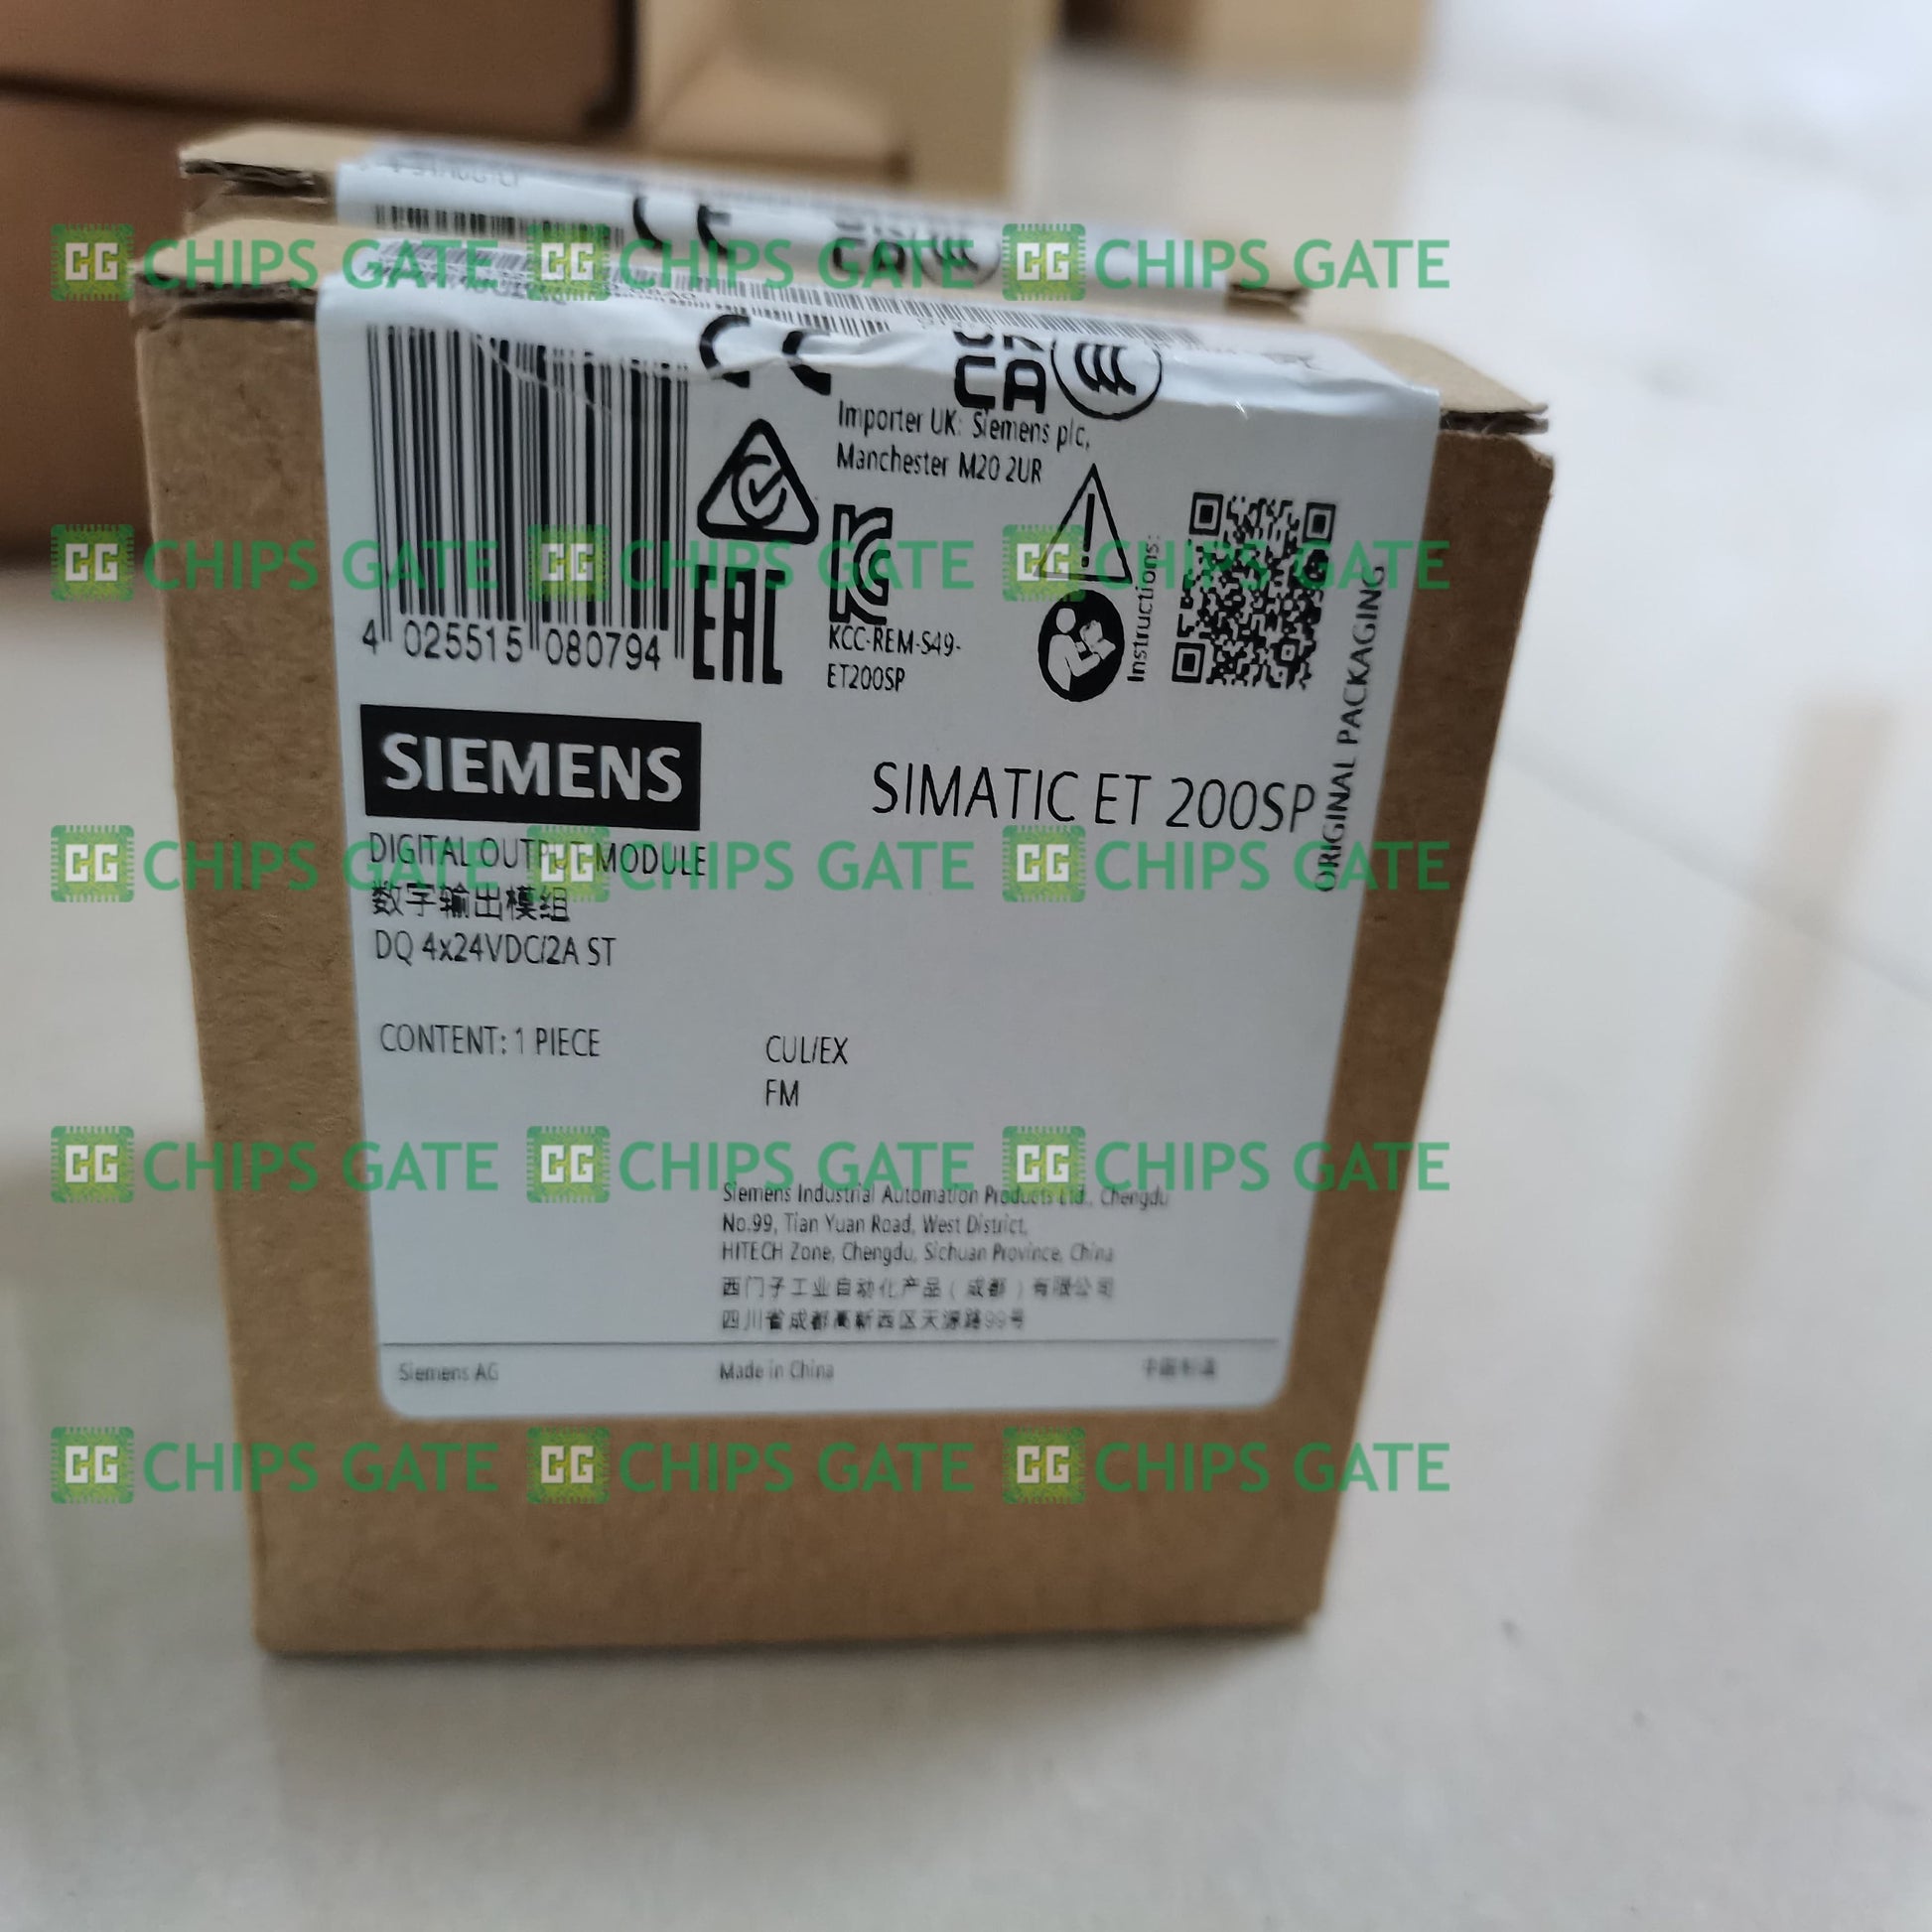 CHIPS GATE CHIPS GATE CHIPS GATE
UK
CA
Importer UK: Siemens plc,
Manchester M20 2UR
CHIPS GATE CHIPS GATE CHIPS GATE
Instructions:
4 025515 080794
EAC
KCC-REM-S49-
ET200SP
ORIGINAL PACKAGING
SIEMENS
SIMATIC ET 200SP
DIGITAL OUTPUT MODULE
CHIPS GATE CHIPS GATE CHIPS GATE
数字输出模组
DQ 4x24VDC/2A ST
CONTENT: 1 PIECE
CUL/EX
FM
CHIPS GATE CHIPS GATE CHIPS GATE
Siemens Industrial Automation Products Ltd., Chengdu
No.99, Tian Yuan Road, West District,
HITECH Zone, Chengdu, Sichuan Province, China
西门子工业自动化产品(成都)有限公司
四川省成都高新西区天源路99号
Siemens AG
Made in China
中国制造
CHIPS GATE CHIPS GATE CHIPS GATE